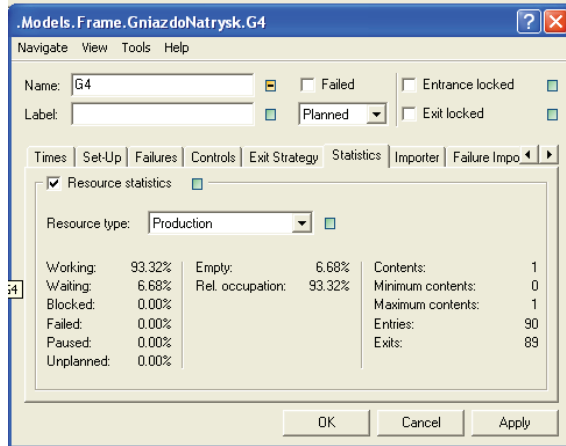 .Models.Frame.GniazdoNatrysk.G4
Navigate View Tools Help
Name: G4 Failed Entrance locked
Label: Planned Exit locked
Times Set-Up Failures Controls Exit Strategy Statistics Importer Failure Impo
Resource statistics
Resource type: Production
Working: 93.32% Empty: 6.68% Contents: 1
Waiting: 6.68% Rel. occupation: 93.32% Minimum contents: 0
Blocked: 0.00% Maximum contents: 1
Failed: 0.00% Entries: 90
Paused: 0.00% Exits: 89
Unplanned: 0.00%
OK Cancel Apply